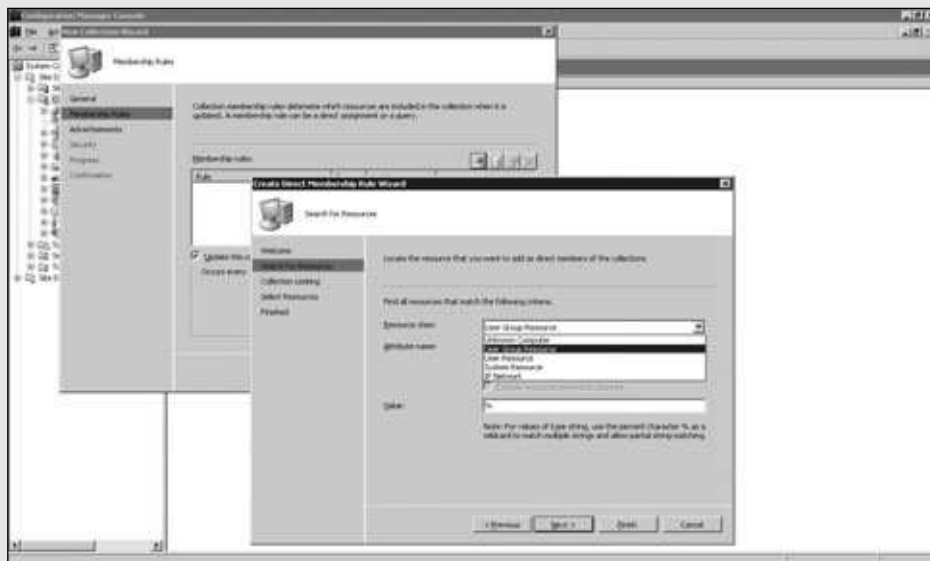 Configuration Manager Console
New Collection Wizard
Membership Rules
General
Membership Rules
Advertisements
Security
Progress
Confirmation
Collection membership rules determine which resources are included in the collection when it is
updated. A membership rule can be a direct assignment or a query.
Membership rules:
Rule
Create Direct Membership Rule Wizard
Search for Resources
Welcome
Search for Resources
Collection Limiting
Select Resources
Finished
Locate the resource that you want to add as direct members of the collections.
Find all resources that match the following criteria.
Resource class:
User Group Resource
Attribute name:
Unknown Computer
User Group Resource
User Resource
System Resource
IP Network
Value:
%
Note: For values of type string, use the percent character % as a
wildcard to match multiple strings and allow partial string matching.
< Previous
Next >
Finish
Cancel